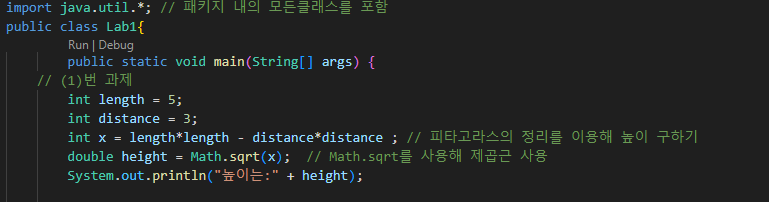 import java.util.*; // 패키지 내의 모든클래스를 포함
public class Lab1{
Run | Debug
public static void main(String[] args) {
// (1)번 과제
int length = 5;
int distance = 3;
int x = length*length - distance*distance ; // 피타고라스의 정리를 이용해 높이 구하기
double height = Math.sqrt(x);  // Math.sqrt를 사용해 제곱근 사용
System.out.println("높이는:" + height);